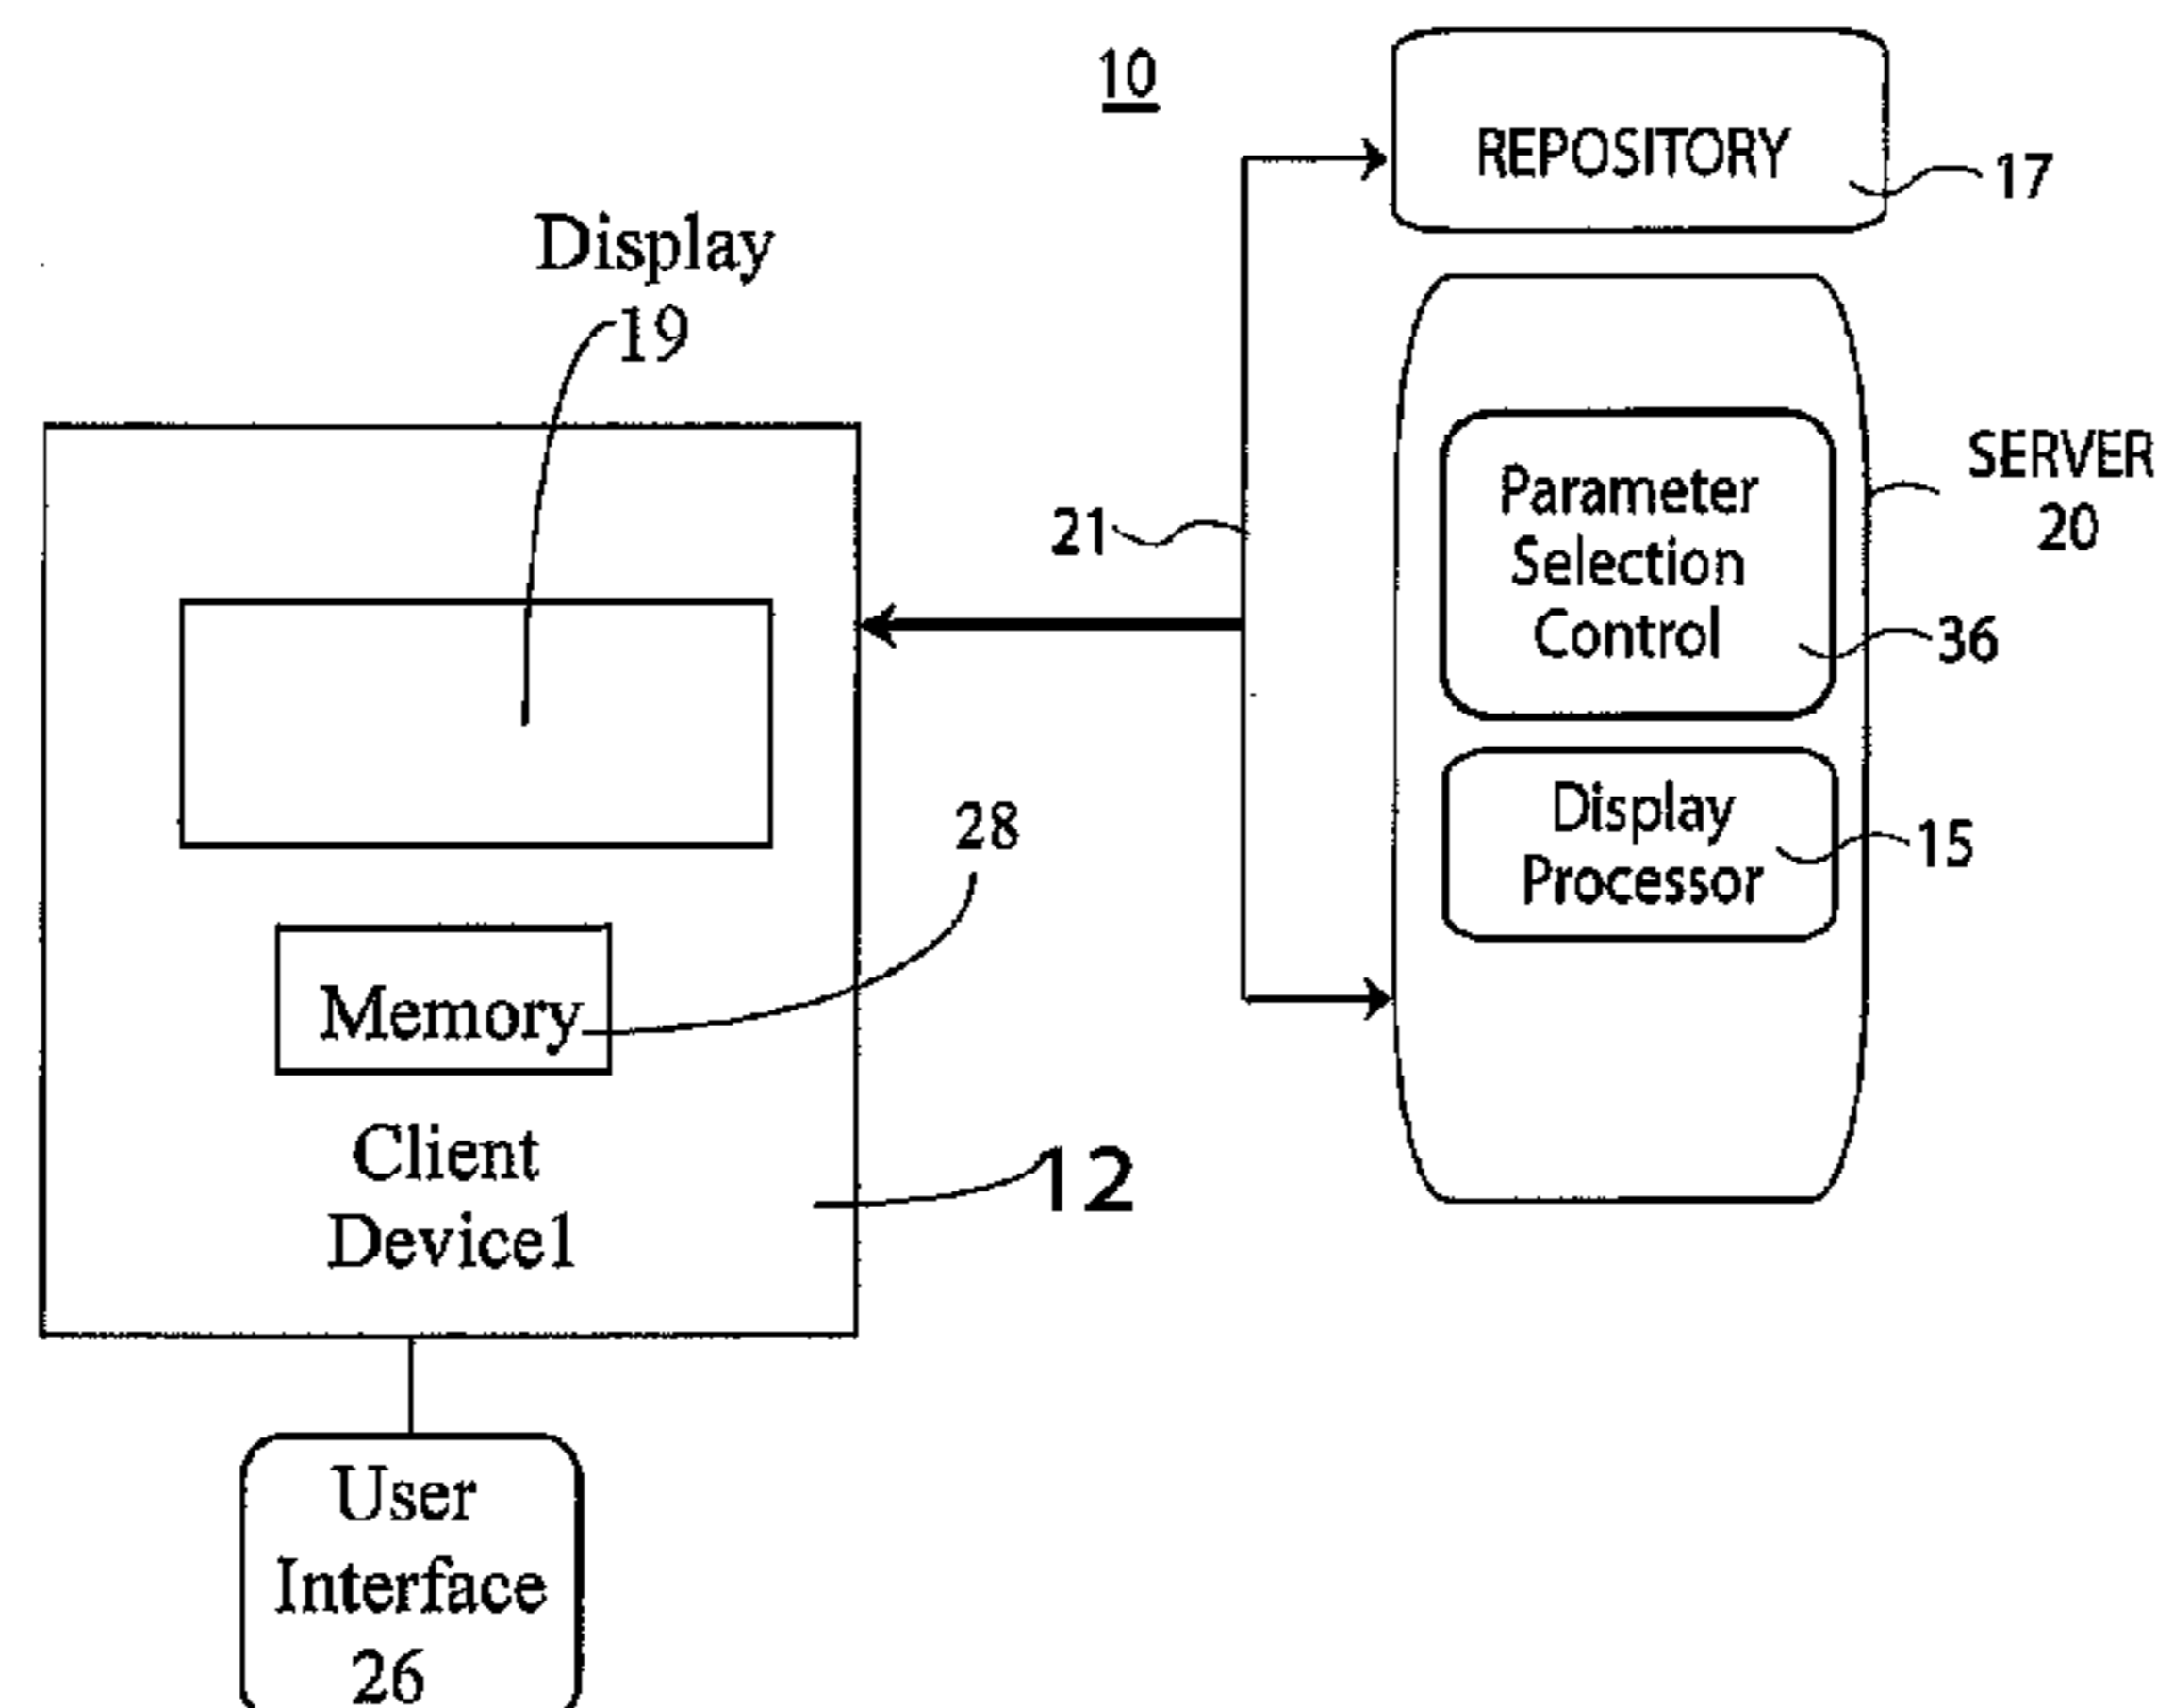 10
REPOSITORY
17
Display
19
SERVER
20
Parameter
Selection
Control
36
21
Display
Processor
15
28
Memory
Client
Device1
12
User
Interface
26